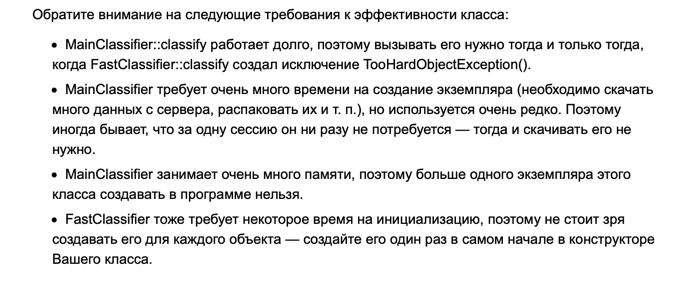 Обратите внимание на следующие требования к эффективности класса:
• MainClassifier::classify работает долго, поэтому вызывать его нужно тогда и только тогда,
когда FastClassifier::classify создал исключение TooHardObjectException().
• MainClassifier требует очень много времени на создание экземпляра (необходимо скачать
много данных с сервера, распаковать их и т. п.), но используется очень редко. Поэтому
иногда бывает, что за одну сессию он ни разу не потребуется — тогда и скачивать его не
нужно.
• MainClassifier занимает очень много памяти, поэтому больше одного экземпляра этого
класса создавать в программе нельзя.
• FastClassifier тоже требует некоторое время на инициализацию, поэтому не стоит зря
создавать его для каждого объекта — создайте его один раз в самом начале в конструкторе
Вашего класса.